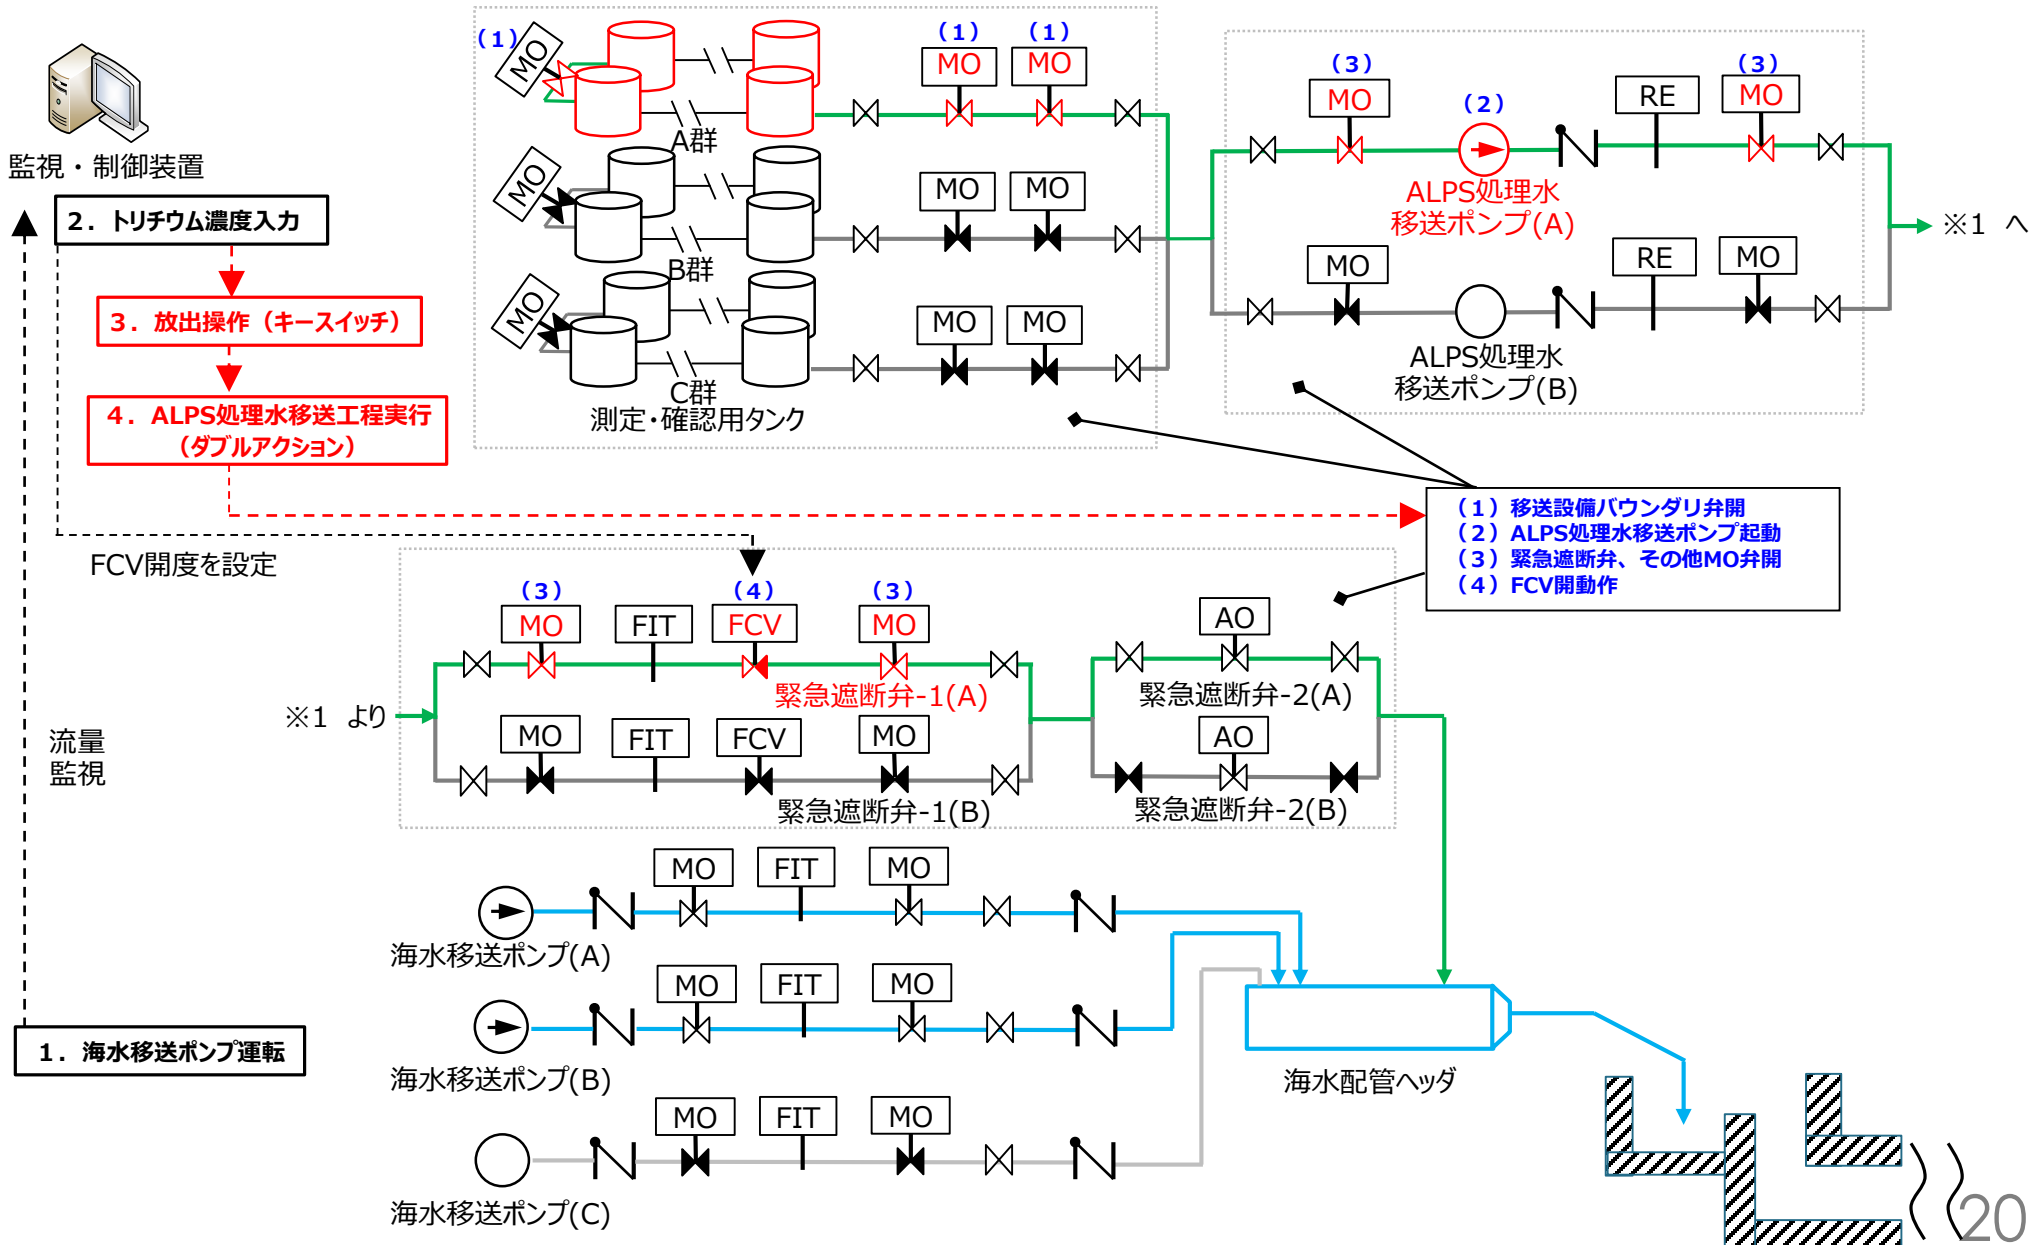 監視・制御装置
2．トリチウム濃度入力
3．放出操作（キースイッチ）
4．ALPS処理水移送工程実行
（ダブルアクション）
FCV開度を設定
流量
監視
1．海水移送ポンプ運転
（1）
MO
（1）
MO
（1）
MO
A群
MO
MO
MO
B群
MO
MO
MO
C群
測定・確認用タンク
（3）
MO
（2）
RE
（3）
MO
ALPS処理水
移送ポンプ(A)
※1 へ
MO
RE
MO
ALPS処理水
移送ポンプ(B)
（1）移送設備バウンダリ弁開
（2）ALPS処理水移送ポンプ起動
（3）緊急遮断弁、その他MO弁開
（4）FCV開動作
（3）
MO
FIT
（4）
FCV
（3）
MO
緊急遮断弁-1(A)
AO
緊急遮断弁-2(A)
※1 より
MO
FIT
FCV
MO
緊急遮断弁-1(B)
AO
緊急遮断弁-2(B)
MO
FIT
MO
海水移送ポンプ(A)
MO
FIT
MO
海水移送ポンプ(B)
MO
FIT
MO
海水移送ポンプ(C)
海水配管ヘッダ
20